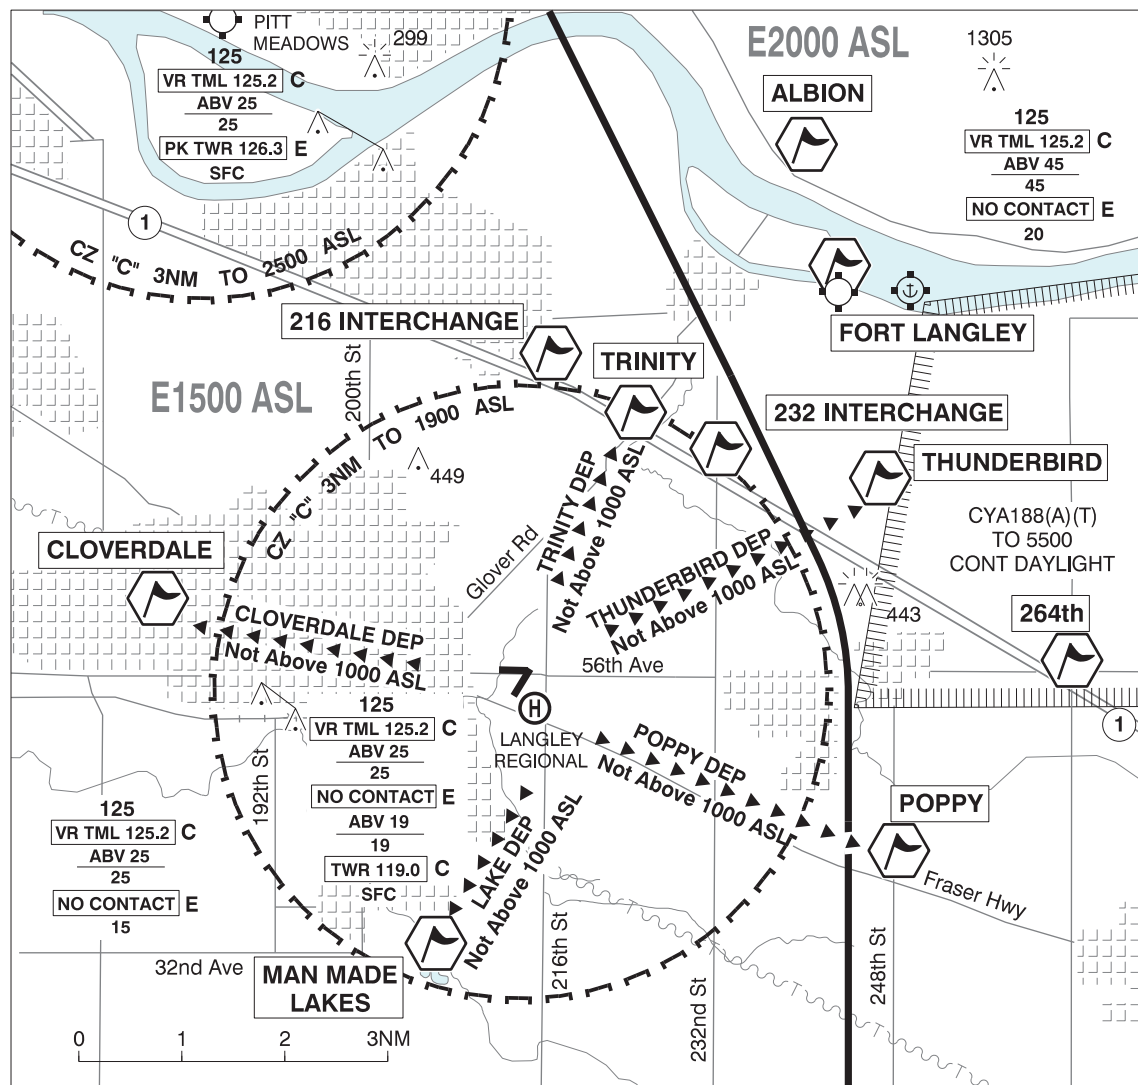 PITT
MEADOWS
299
E2000 ASL
1305
125
VR TML 125.2 C
ABV 25
25
PK TWR 126.3 E
SFC
ALBION
125
VR TML 125.2 C
ABV 45
45
NO CONTACT E
20
1
CZ "C" 3NM TO 2500 ASL
216 INTERCHANGE
FORT LANGLEY
TRINITY
200th St
E1500 ASL
232 INTERCHANGE
CZ "C" 3NM TO 1900 ASL
449
THUNDERBIRD
CYA188(A)(T)
TO 5500
CONT DAYLIGHT
CLOVERDALE
Glover Rd
TRINITY DEP
Not Above 1000 ASL
THUNDERBIRD DEP
Not Above 1000 ASL
443
264th
CLOVERDALE DEP
Not Above 1000 ASL
56th Ave
H
LANGLEY
REGIONAL
1
125
VR TML 125.2 C
ABV 25
25
NO CONTACT E
ABV 19
19
TWR 119.0 C
SFC
192th St
POPPY DEP
Not Above 1000 ASL
POPPY
125
VR TML 125.2 C
ABV 25
25
NO CONTACT E
15
LAKE DEP
Not Above 1000 ASL
Fraser Hwy
32nd Ave
MAN MADE
LAKES
216th St
232nd St
248th St
0 1 2 3NM